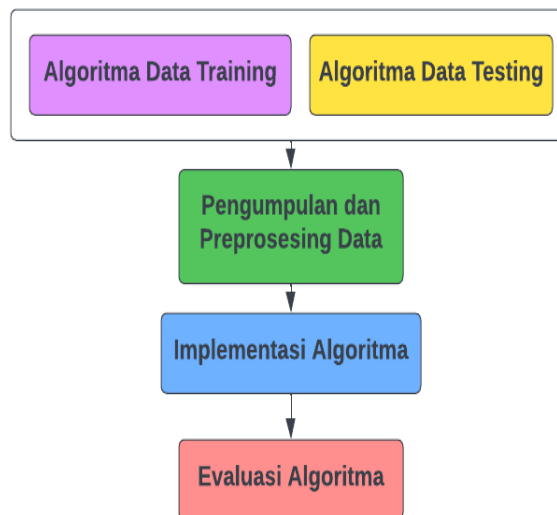 Algoritma Data Training
Algoritma Data Testing
Pengumpulan dan
Preprosesing Data
Implementasi Algoritma
Evaluasi Algoritma